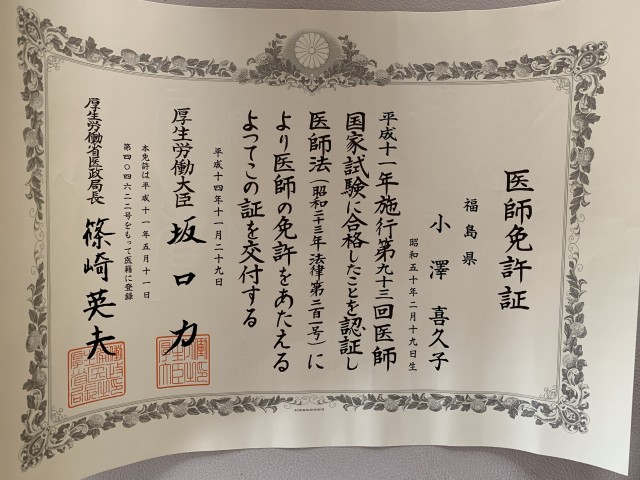 医師免許証
福島県
小澤喜久子
昭和五十年二月十九日生
平成十一年施行第九十三回医師
国家試験に合格したことを認証し
医師法(昭和二十三年法律第二百一号)に
より医師の免許をあたえる
よってこの証を交付する
平成十四年十一月二十九日
厚生労働大臣 坂口力
本免許は平成十一年五月十一日
第四〇四六二二号をもって医籍に登録
厚生労働省医政局長 篠崎英夫